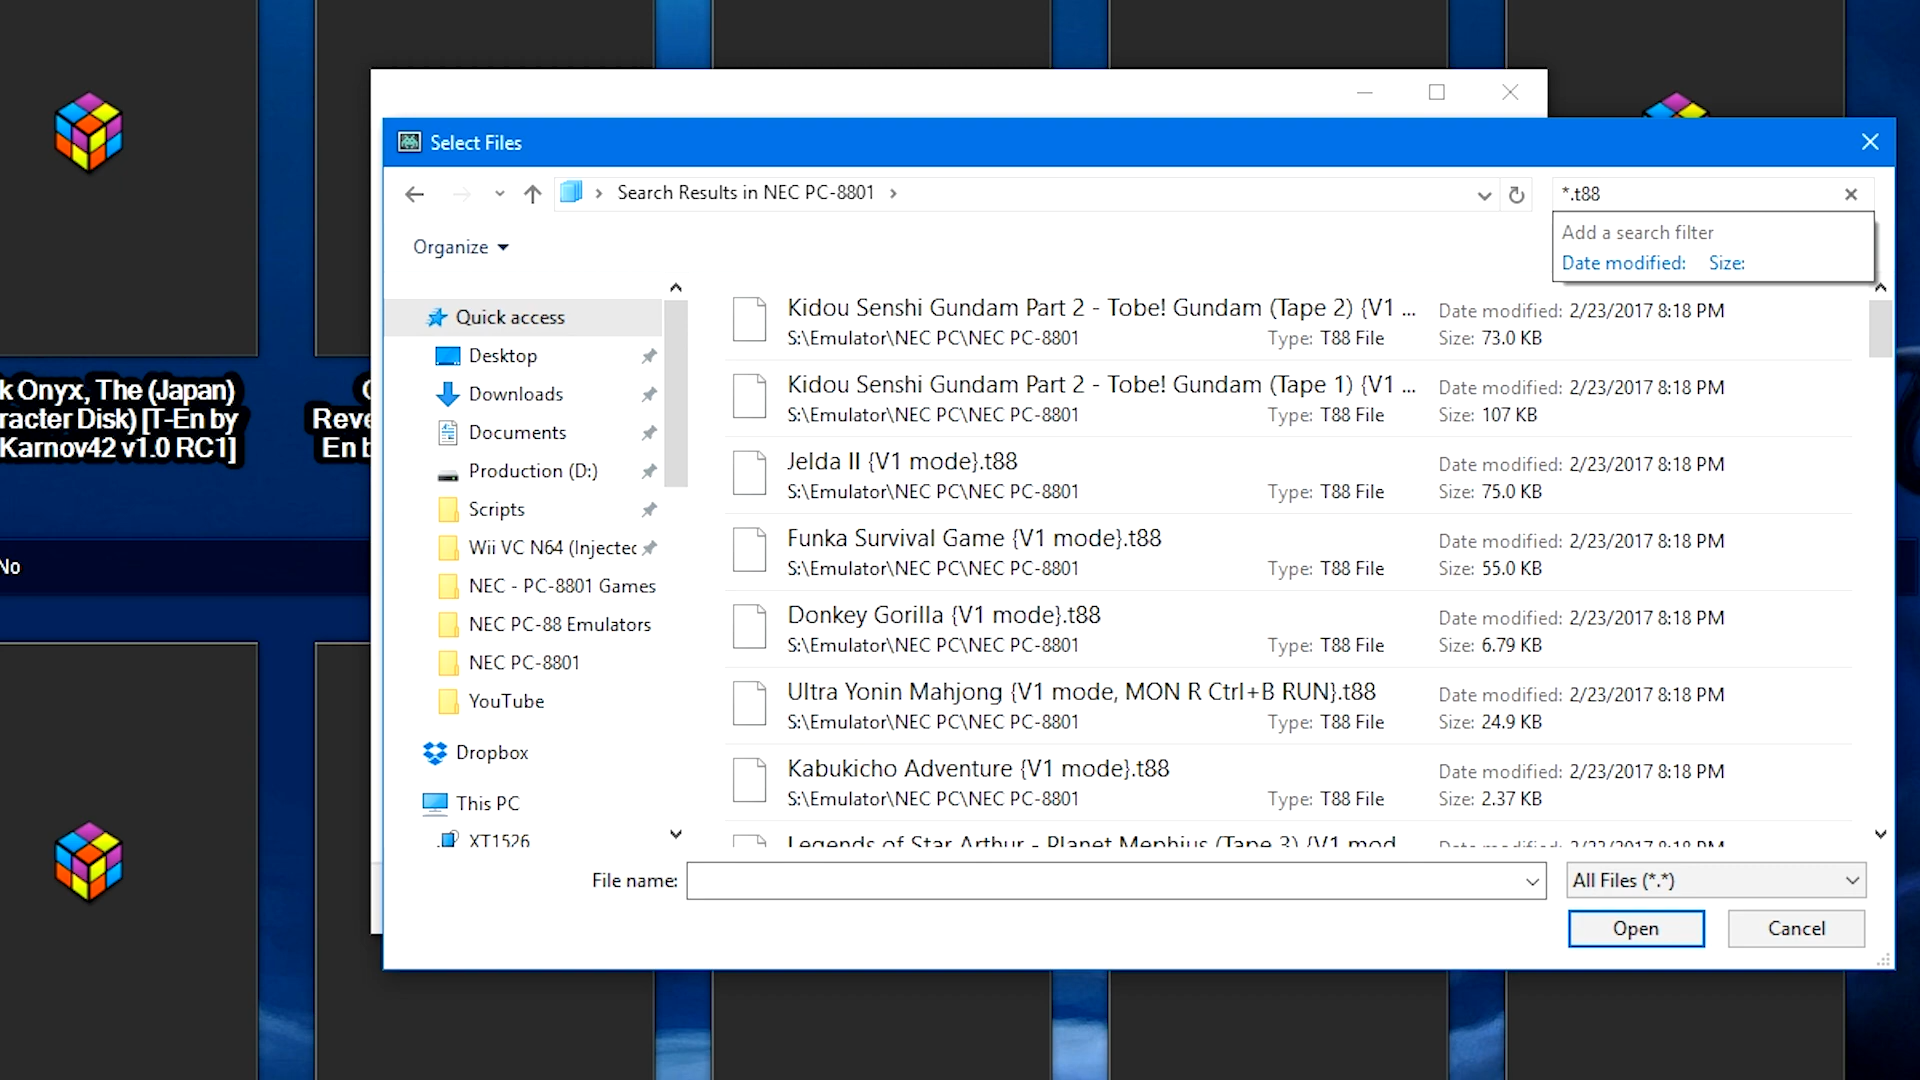 Select Files
Search Results in NEC PC-8801
*.t88
Add a search filter
Date modified: Size:
Organize
Quick access
Desktop
Downloads
Documents
Production (D:)
Scripts
Wii VC N64 (Injectec
NEC - PC-8801 Games
NEC PC-88 Emulators
NEC PC-8801
YouTube
Dropbox
This PC
XT1526
Kidou Senshi Gundam Part 2 - Tobe! Gundam (Tape 2) {V1 ...
Date modified: 2/23/2017 8:18 PM
S:\Emulator\NEC PC\NEC PC-8801 Type: T88 File Size: 73.0 KB
Kidou Senshi Gundam Part 2 - Tobe! Gundam (Tape 1) {V1 ...
Date modified: 2/23/2017 8:18 PM
S:\Emulator\NEC PC\NEC PC-8801 Type: T88 File Size: 107 KB
Jelda II {V1 mode}.t88
Date modified: 2/23/2017 8:18 PM
S:\Emulator\NEC PC\NEC PC-8801 Type: T88 File Size: 75.0 KB
Funka Survival Game {V1 mode}.t88
Date modified: 2/23/2017 8:18 PM
S:\Emulator\NEC PC\NEC PC-8801 Type: T88 File Size: 55.0 KB
Donkey Gorilla {V1 mode}.t88
Date modified: 2/23/2017 8:18 PM
S:\Emulator\NEC PC\NEC PC-8801 Type: T88 File Size: 6.79 KB
Ultra Yonin Mahjong {V1 mode, MON R Ctrl+B RUN}.t88
Date modified: 2/23/2017 8:18 PM
S:\Emulator\NEC PC\NEC PC-8801 Type: T88 File Size: 24.9 KB
Kabukicho Adventure {V1 mode}.t88
Date modified: 2/23/2017 8:18 PM
S:\Emulator\NEC PC\NEC PC-8801 Type: T88 File Size: 2.37 KB
Legends of Star Arthur - Planet Mephius (Tape 3) {V1 mod
Date modified: 2/23/2017 8:18 PM
File name:
All Files (*.*)
Open Cancel
k Onyx, The (Japan)
racter Disk) [T-En by
Karnov42 v1.0 RC1]
Reve
En b
No